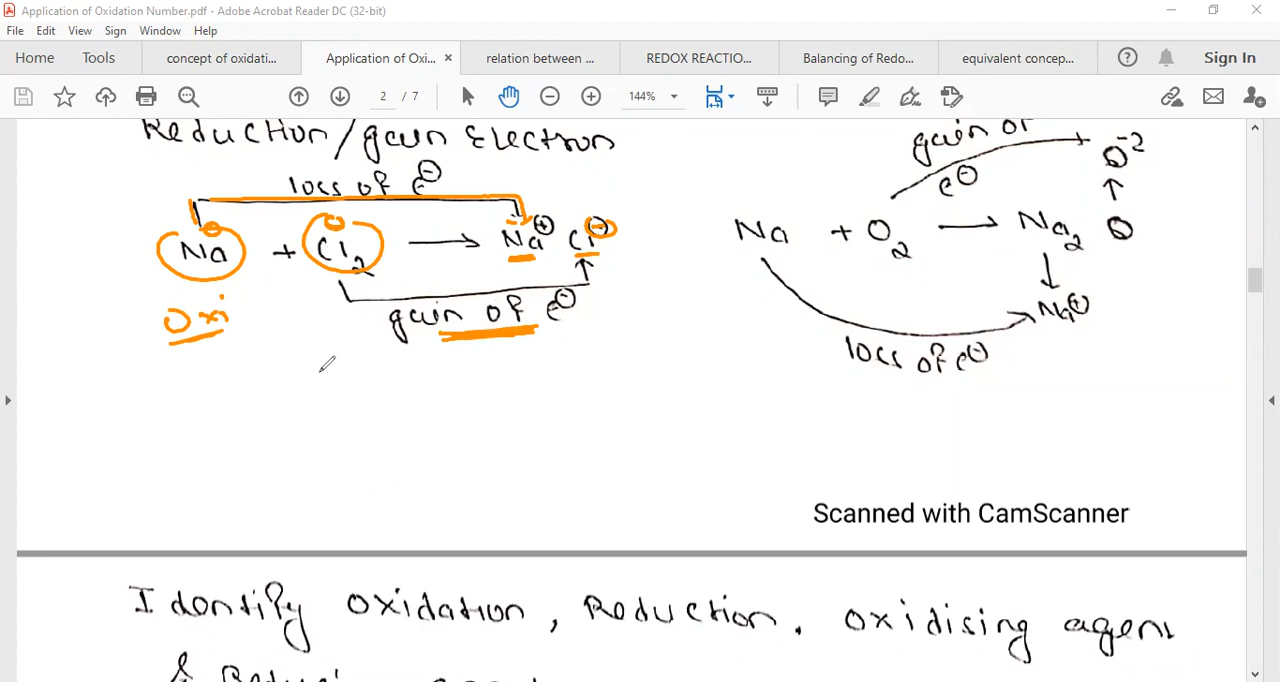 Application of Oxidation Number.pdf - Adobe Acrobat Reader DC (32-bit)
File Edit View Sign Window Help
Home Tools concept of oxidati... Application of Oxi... × relation between ... REDOX REACTIO... Balancing of Redo... equivalent concep... Sign In
2 / 7 144%
Reduction/gain Electron
loss of e⊖
Na + Cl2 → Na⊕ Cl⊖
gain of e⊖
Oxi
gain of e⊖
O-2
Na + O2 → Na2 O
Na⊕
loss of e⊖
Scanned with CamScanner
Identify oxidation, Reduction. oxidising agent
&